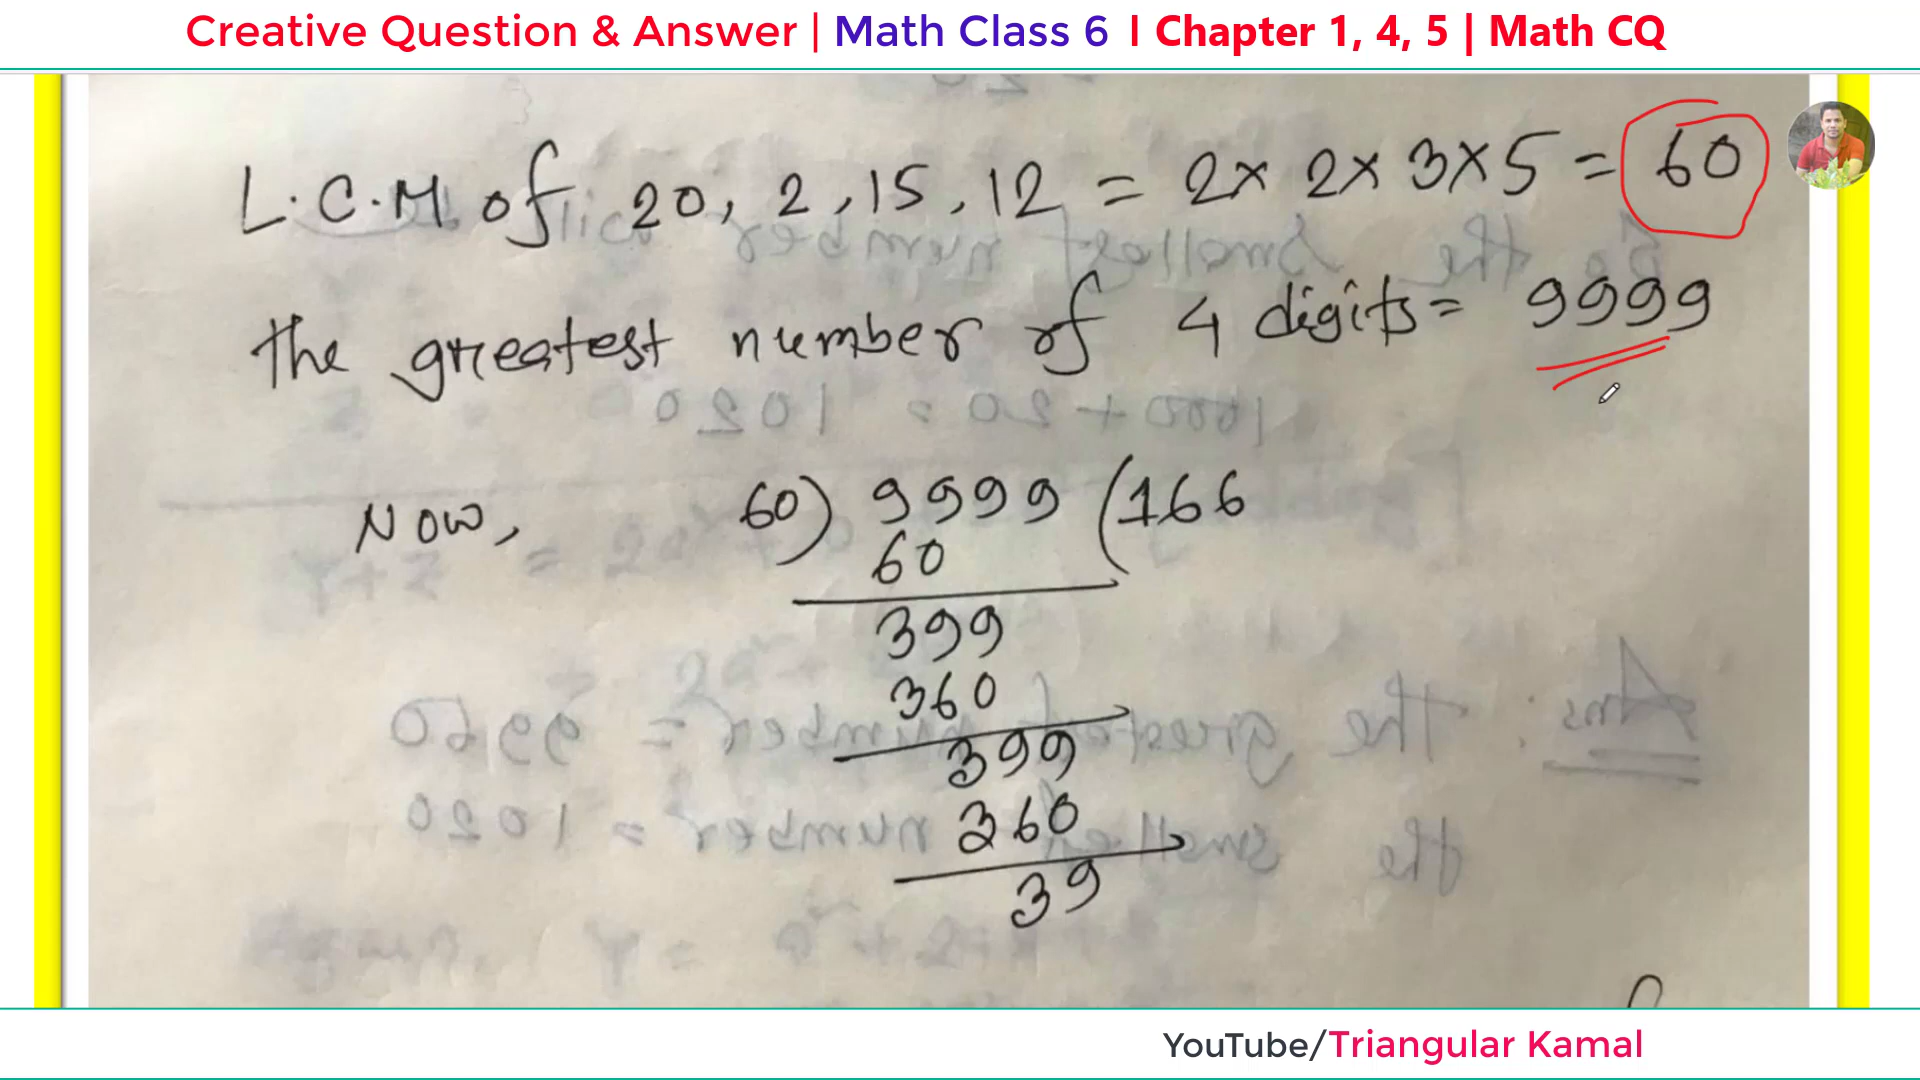 Creative Question & Answer | Math Class 6 I Chapter 1, 4, 5 | Math CQ
L.C.M of 20, 2, 15, 12 = 2× 2× 3×5 = 60
the greatest number of 4 digits = 9999
Now, 60) 9999 (166
60
399
360
399
360
39
YouTube/Triangular Kamal